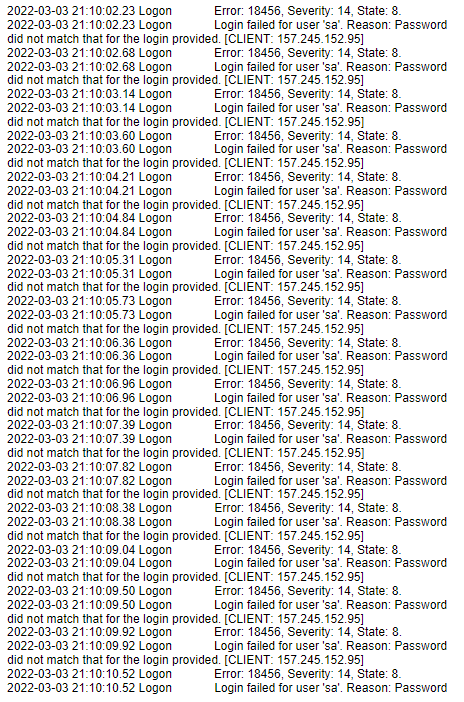 2022-03-03 21:10:02.23 Logon Error: 18456, Severity: 14, State: 8.
2022-03-03 21:10:02.23 Logon Login failed for user 'sa'. Reason: Password
did not match that for the login provided. [CLIENT: 157.245.152.95]
2022-03-03 21:10:02.68 Logon Error: 18456, Severity: 14, State: 8.
2022-03-03 21:10:02.68 Logon Login failed for user 'sa'. Reason: Password
did not match that for the login provided. [CLIENT: 157.245.152.95]
2022-03-03 21:10:03.14 Logon Error: 18456, Severity: 14, State: 8.
2022-03-03 21:10:03.14 Logon Login failed for user 'sa'. Reason: Password
did not match that for the login provided. [CLIENT: 157.245.152.95]
2022-03-03 21:10:03.60 Logon Error: 18456, Severity: 14, State: 8.
2022-03-03 21:10:03.60 Logon Login failed for user 'sa'. Reason: Password
did not match that for the login provided. [CLIENT: 157.245.152.95]
2022-03-03 21:10:04.21 Logon Error: 18456, Severity: 14, State: 8.
2022-03-03 21:10:04.21 Logon Login failed for user 'sa'. Reason: Password
did not match that for the login provided. [CLIENT: 157.245.152.95]
2022-03-03 21:10:04.84 Logon Error: 18456, Severity: 14, State: 8.
2022-03-03 21:10:04.84 Logon Login failed for user 'sa'. Reason: Password
did not match that for the login provided. [CLIENT: 157.245.152.95]
2022-03-03 21:10:05.31 Logon Error: 18456, Severity: 14, State: 8.
2022-03-03 21:10:05.31 Logon Login failed for user 'sa'. Reason: Password
did not match that for the login provided. [CLIENT: 157.245.152.95]
2022-03-03 21:10:05.73 Logon Error: 18456, Severity: 14, State: 8.
2022-03-03 21:10:05.73 Logon Login failed for user 'sa'. Reason: Password
did not match that for the login provided. [CLIENT: 157.245.152.95]
2022-03-03 21:10:06.36 Logon Error: 18456, Severity: 14, State: 8.
2022-03-03 21:10:06.36 Logon Login failed for user 'sa'. Reason: Password
did not match that for the login provided. [CLIENT: 157.245.152.95]
2022-03-03 21:10:06.96 Logon Error: 18456, Severity: 14, State: 8.
2022-03-03 21:10:06.96 Logon Login failed for user 'sa'. Reason: Password
did not match that for the login provided. [CLIENT: 157.245.152.95]
2022-03-03 21:10:07.39 Logon Error: 18456, Severity: 14, State: 8.
2022-03-03 21:10:07.39 Logon Login failed for user 'sa'. Reason: Password
did not match that for the login provided. [CLIENT: 157.245.152.95]
2022-03-03 21:10:07.82 Logon Error: 18456, Severity: 14, State: 8.
2022-03-03 21:10:07.82 Logon Login failed for user 'sa'. Reason: Password
did not match that for the login provided. [CLIENT: 157.245.152.95]
2022-03-03 21:10:08.38 Logon Error: 18456, Severity: 14, State: 8.
2022-03-03 21:10:08.38 Logon Login failed for user 'sa'. Reason: Password
did not match that for the login provided. [CLIENT: 157.245.152.95]
2022-03-03 21:10:09.04 Logon Error: 18456, Severity: 14, State: 8.
2022-03-03 21:10:09.04 Logon Login failed for user 'sa'. Reason: Password
did not match that for the login provided. [CLIENT: 157.245.152.95]
2022-03-03 21:10:09.50 Logon Error: 18456, Severity: 14, State: 8.
2022-03-03 21:10:09.50 Logon Login failed for user 'sa'. Reason: Password
did not match that for the login provided. [CLIENT: 157.245.152.95]
2022-03-03 21:10:09.92 Logon Error: 18456, Severity: 14, State: 8.
2022-03-03 21:10:09.92 Logon Login failed for user 'sa'. Reason: Password
did not match that for the login provided. [CLIENT: 157.245.152.95]
2022-03-03 21:10:10.52 Logon Error: 18456, Severity: 14, State: 8.
2022-03-03 21:10:10.52 Logon Login failed for user 'sa'. Reason: Password